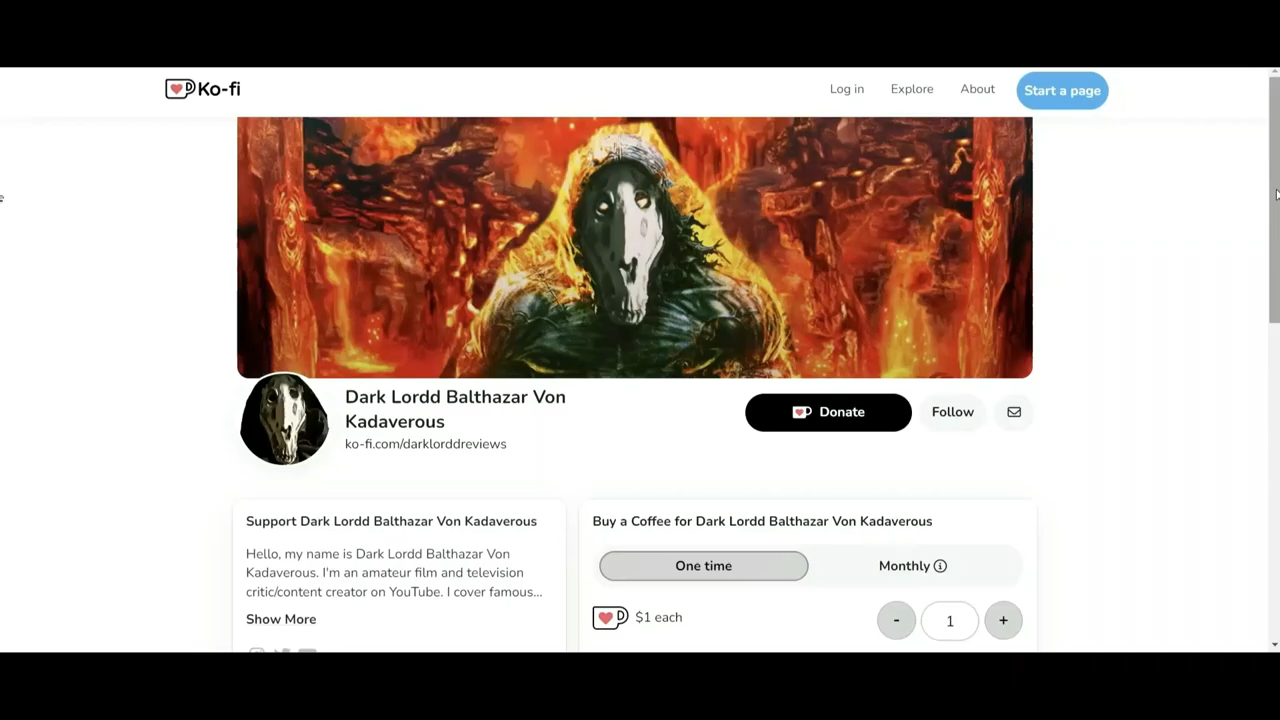 Ko-fi
Log in
Explore
About
Start a page
Dark Lordd Balthazar Von
Kadaverous
ko-fi.com/darklorddreviews
Donate
Follow
Support Dark Lordd Balthazar Von Kadaverous
Hello, my name is Dark Lordd Balthazar Von
Kadaverous. I'm an amateur film and television
critic/content creator on YouTube. I cover famous...
Show More
Buy a Coffee for Dark Lordd Balthazar Von Kadaverous
One time
Monthly
$1 each
-
1
+